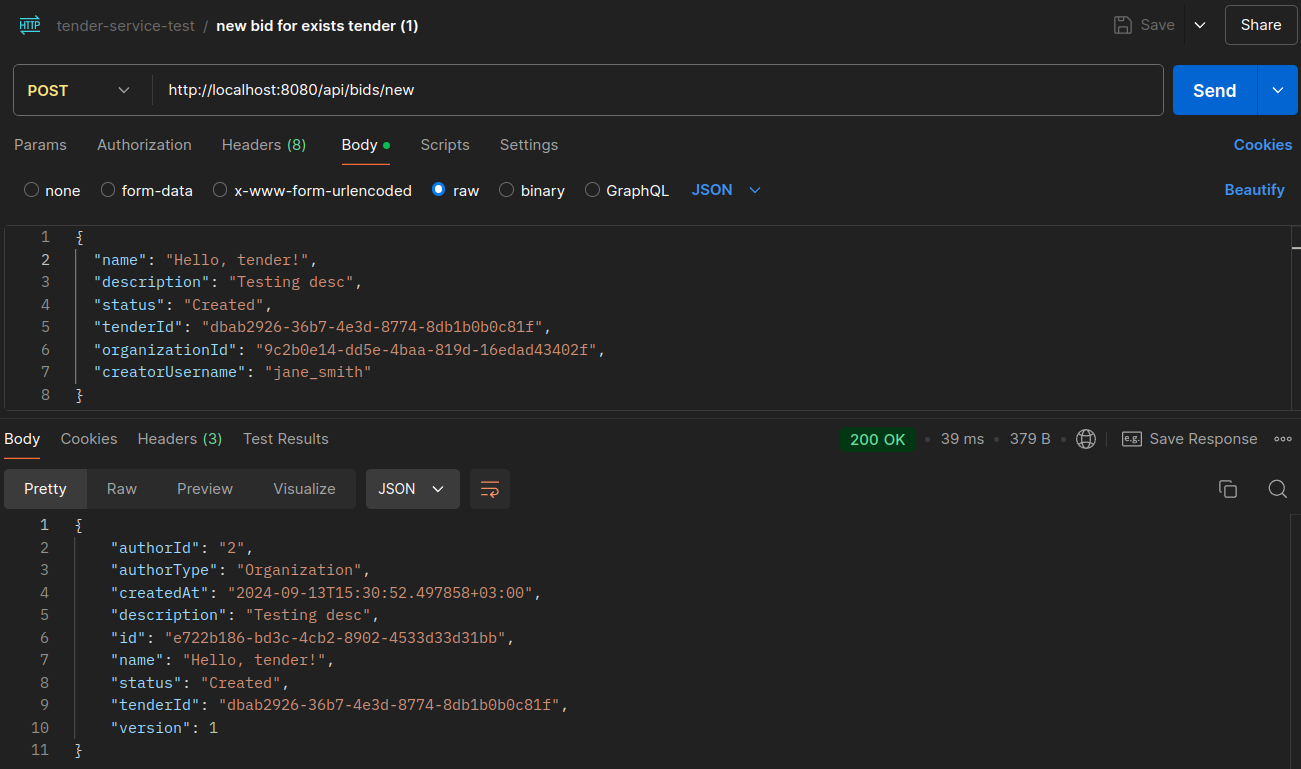 HTTP tender-service-test / new bid for exists tender (1) Save Share
POST http://localhost:8080/api/bids/new Send
Params Authorization Headers (8) Body Scripts Settings Cookies
none form-data x-www-form-urlencoded raw binary GraphQL JSON Beautify
1 {
2 "name": "Hello, tender!",
3 "description": "Testing desc",
4 "status": "Created",
5 "tenderId": "dbab2926-36b7-4e3d-8774-8db1b0b0c81f",
6 "organizationId": "9c2b0e14-dd5e-4baa-819d-16edad43402f",
7 "creatorUsername": "jane_smith"
8 }
Body Cookies Headers (3) Test Results 200 OK • 39 ms • 379 B • e.g. Save Response
Pretty Raw Preview Visualize JSON
1 {
2 "authorId": "2",
3 "authorType": "Organization",
4 "createdAt": "2024-09-13T15:30:52.497858+03:00",
5 "description": "Testing desc",
6 "id": "e722b186-bd3c-4cb2-8902-4533d33d31bb",
7 "name": "Hello, tender!",
8 "status": "Created",
9 "tenderId": "dbab2926-36b7-4e3d-8774-8db1b0b0c81f",
10 "version": 1
11 }